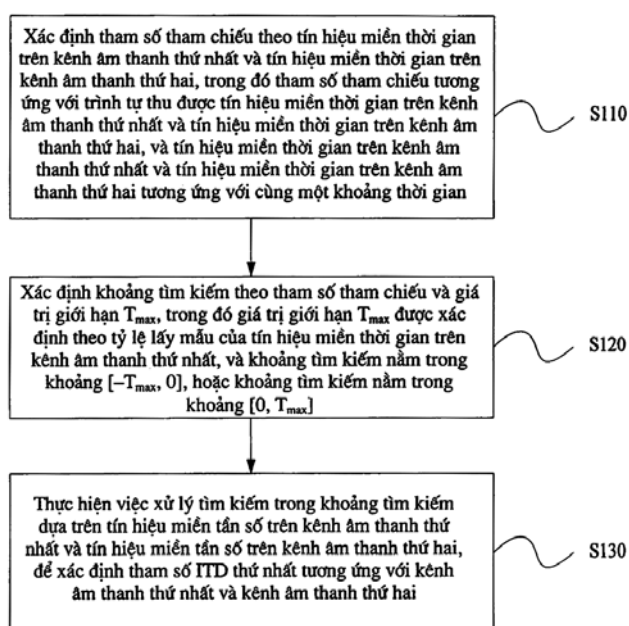 Xác định tham số tham chiếu theo tín hiệu miền thời gian
trên kênh âm thanh thứ nhất và tín hiệu miền thời gian trên
kênh âm thanh thứ hai, trong đó tham số tham chiếu tương
ứng với trình tự thu được tín hiệu miền thời gian trên kênh
âm thanh thứ nhất và tín hiệu miền thời gian trên kênh âm
thanh thứ hai, và tín hiệu miền thời gian trên kênh âm
thanh thứ nhất và tín hiệu miền thời gian trên kênh âm
thanh thứ hai tương ứng với cùng một khoảng thời gian
S110
Xác định khoảng tìm kiếm theo tham số tham chiếu và giá
trị giới hạn Tmax, trong đó giá trị giới hạn Tmax được xác
định theo tỷ lệ lấy mẫu của tín hiệu miền thời gian trên
kênh âm thanh thứ nhất, và khoảng tìm kiếm nằm trong
khoảng [–Tmax, 0], hoặc khoảng tìm kiếm nằm trong
khoảng [0, Tmax]
S120
Thực hiện việc xử lý tìm kiếm trong khoảng tìm kiếm
dựa trên tín hiệu miền tần số trên kênh âm thanh thứ
nhất và tín hiệu miền tần số trên kênh âm thanh thứ hai,
để xác định tham số ITD thứ nhất tương ứng với kênh
âm thanh thứ nhất và kênh âm thanh thứ hai
S130